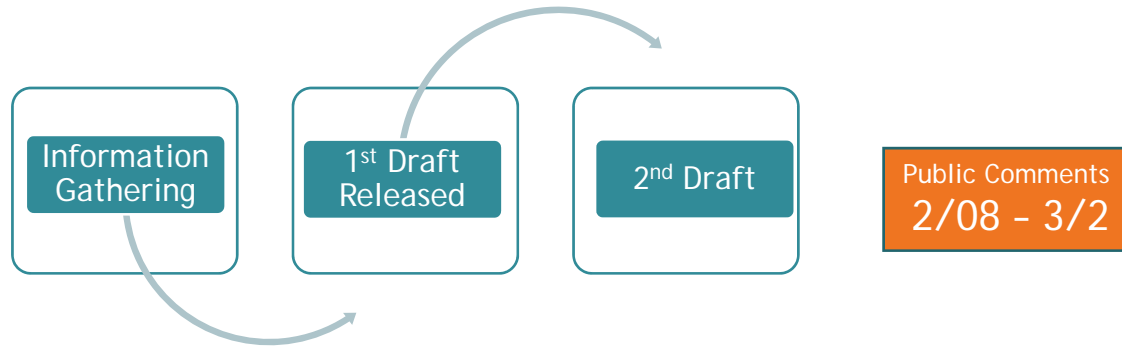 Information
Gathering
1st Draft
Released
2nd Draft
Public Comments
2/08 – 3/2